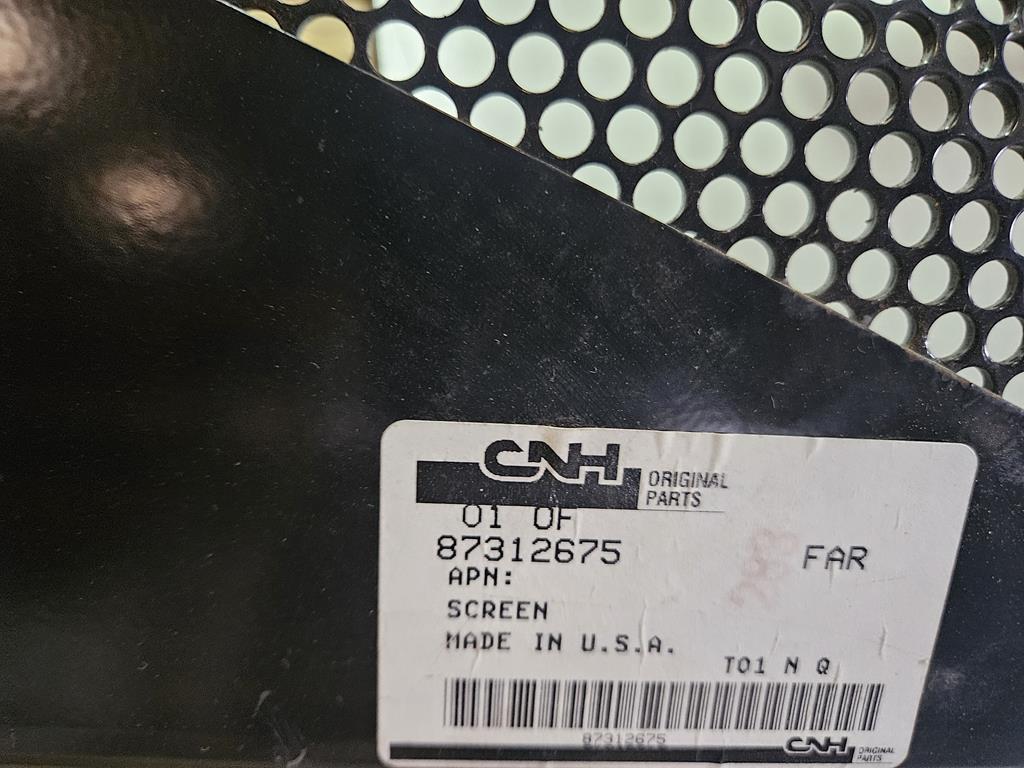 CNH ORIGINAL
PARTS
01 OF
87312675
FAR
APN:
SCREEN
MADE IN U.S.A.
T01 N Q
87312675
CNH ORIGINAL
PARTS